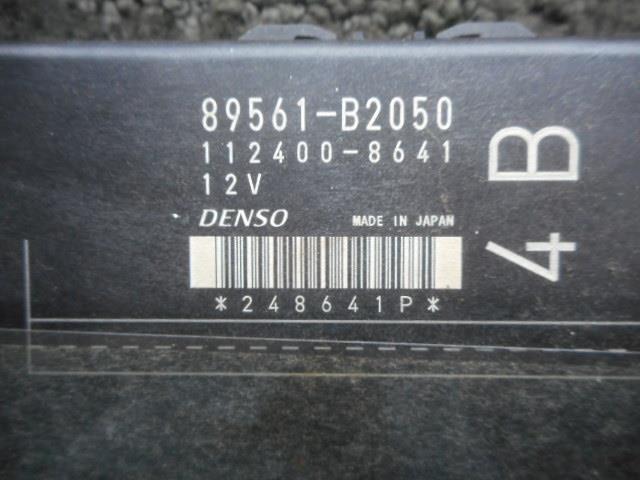 89561-B2050
112400-8641
12V
DENSO MADE IN JAPAN
*248641P*
4B